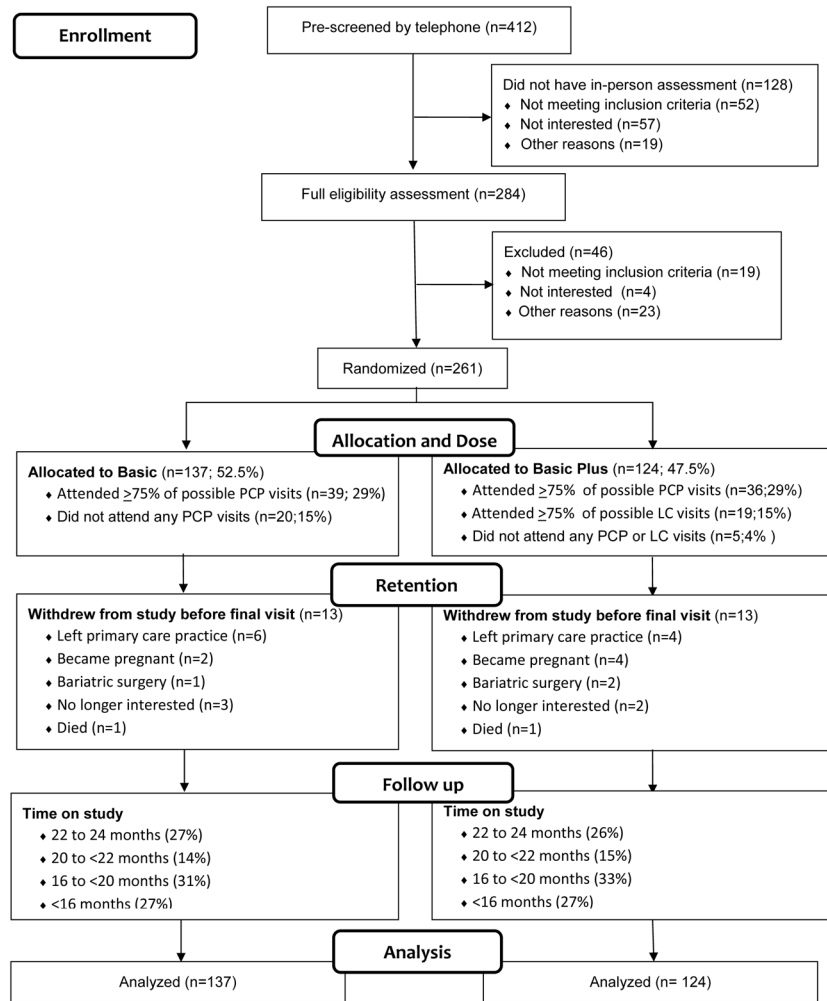 Enrollment
Pre-screened by telephone (n=412)
Did not have in-person assessment (n=128)
♦ Not meeting inclusion criteria (n=52)
♦ Not interested (n=57)
♦ Other reasons (n=19)
Full eligibility assessment (n=284)
Excluded (n=46)
♦ Not meeting inclusion criteria (n=19)
♦ Not interested (n=4)
♦ Other reasons (n=23)
Randomized (n=261)
Allocation and Dose
Allocated to Basic (n=137; 52.5%)
♦ Attended ≥75% of possible PCP visits (n=39; 29%)
♦ Did not attend any PCP visits (n=20;15%)
Allocated to Basic Plus (n=124; 47.5%)
♦ Attended ≥75% of possible PCP visits (n=36;29%)
♦ Attended ≥75% of possible LC visits (n=19;15%)
♦ Did not attend any PCP or LC visits (n=5;4% )
Retention
Withdrew from study before final visit (n=13)
♦ Left primary care practice (n=6)
♦ Became pregnant (n=2)
♦ Bariatric surgery (n=1)
♦ No longer interested (n=3)
♦ Died (n=1)
Withdrew from study before final visit (n=13)
♦ Left primary care practice (n=4)
♦ Became pregnant (n=4)
♦ Bariatric surgery (n=2)
♦ No longer interested (n=2)
♦ Died (n=1)
Follow up
Time on study
♦ 22 to 24 months (27%)
♦ 20 to <22 months (14%)
♦ 16 to <20 months (31%)
♦ <16 months (27%)
Time on study
♦ 22 to 24 months (26%)
♦ 20 to <22 months (15%)
♦ 16 to <20 months (33%)
♦ <16 months (27%)
Analysis
Analyzed (n=137)
Analyzed (n= 124)